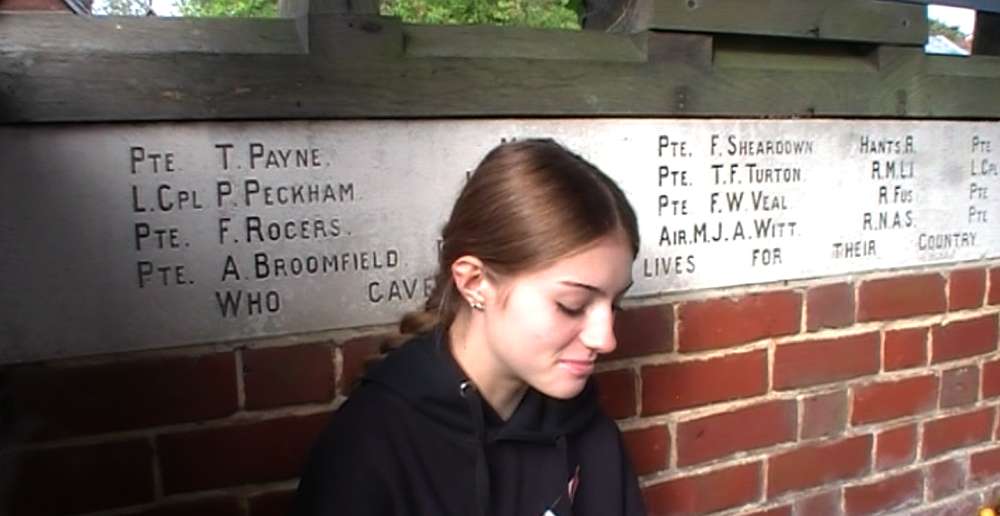 PTE. T. PAYNE. PTE. F. SHEARDOWN HANTS.R. PTE
L.CPL P. PECKHAM PTE. T.F. TURTON. R.M.L.I. L.CPL
PTE. F. ROGERS. PTE F.W. VEAL. R FUS PTE
PTE. A. BROOMFIELD. AIR.M. J.A. WITT. R.N.A.S. PTE
WHO GAVE LIVES FOR THEIR COUNTRY